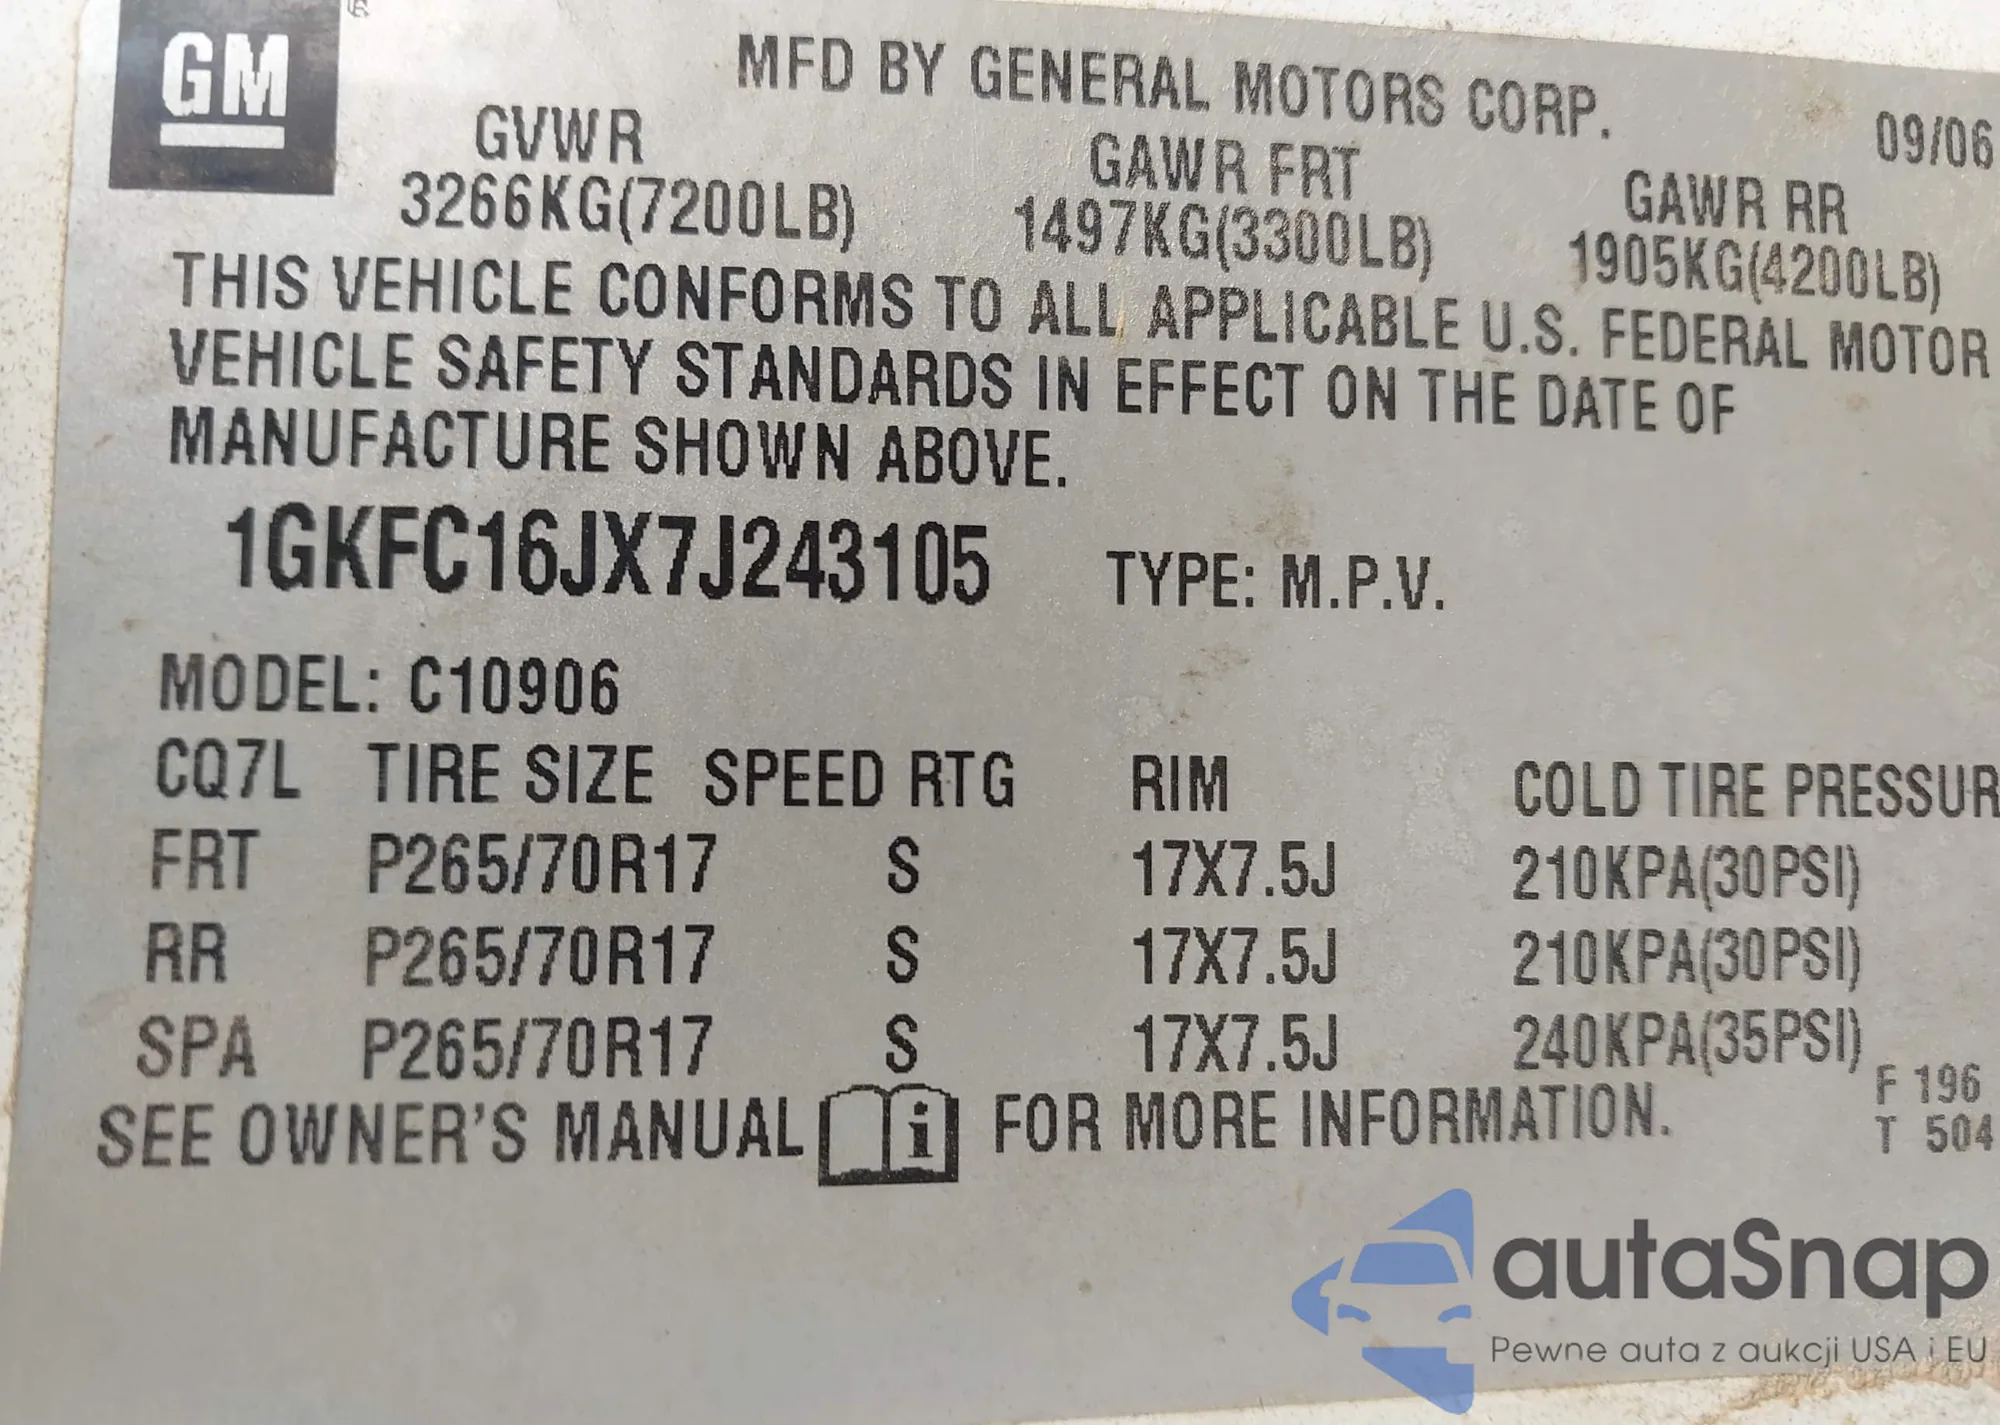 GM
MFD BY GENERAL MOTORS CORP.
09/06
GVWR
GAWR FRT
GAWR RR
3266KG(7200LB)
1497KG(3300LB)
1905KG(4200LB)
THIS VEHICLE CONFORMS TO ALL APPLICABLE U.S. FEDERAL MOTOR
VEHICLE SAFETY STANDARDS IN EFFECT ON THE DATE OF
MANUFACTURE SHOWN ABOVE.
1GKFC16JX7J243105 TYPE: M.P.V.
MODEL: C10906
CQ7L TIRE SIZE SPEED RTG RIM COLD TIRE PRESSUR
FRT P265/70R17 S 17X7.5J 210KPA(30PSI)
RR P265/70R17 S 17X7.5J 210KPA(30PSI)
SPA P265/70R17 S 17X7.5J 240KPA(35PSI)
SEE OWNER'S MANUAL i FOR MORE INFORMATION.
F 196
T 504
autaSnap
Pewne auta z aukcji USA i EU